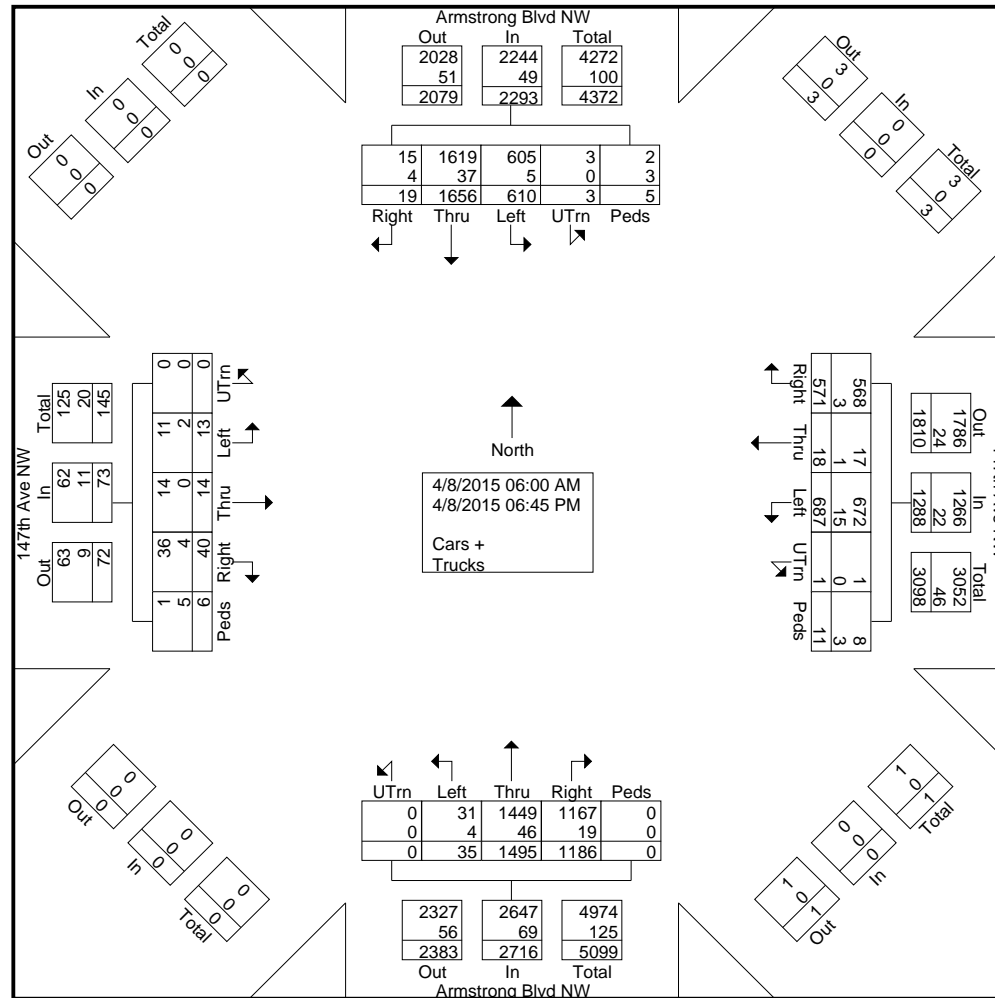 Armstrong Blvd NW
Out In Total
2028 2244 4272
51 49 100
2079 2293 4372
15 1619 605 3 2
4 37 5 0 3
19 1656 610 3 5
Right Thru Left UTrn Peds
Total
0
0
0
In
0
0
0
Out
0
0
0
Out
3
0
3
In
0
0
0
Total
3
0
3
147th Ave NW
Total In Out
125 62 63
20 11 9
145 73 72
0 11 14 36 1
0 2 0 4 5
0 13 14 40 6
UTrn Left Thru Right Peds
North
4/8/2015 06:00 AM
4/8/2015 06:45 PM
Cars +
Trucks
Right Thru Left UTrn Peds
568 17 672 1 8
3 1 15 0 3
571 18 687 1 11
Out In Total
1786 1266 3052
24 22 46
1810 1288 3098
UTrn Left Thru Right Peds
0 31 1449 1167 0
0 4 46 19 0
0 35 1495 1186 0
2327 2647 4974
56 69 125
2383 2716 5099
Out In Total
Armstrong Blvd NW
0
0
0
Out
0
0
0
In
0
0
0
Total
1
0
1
Total
0
0
0
In
1
0
1
Out